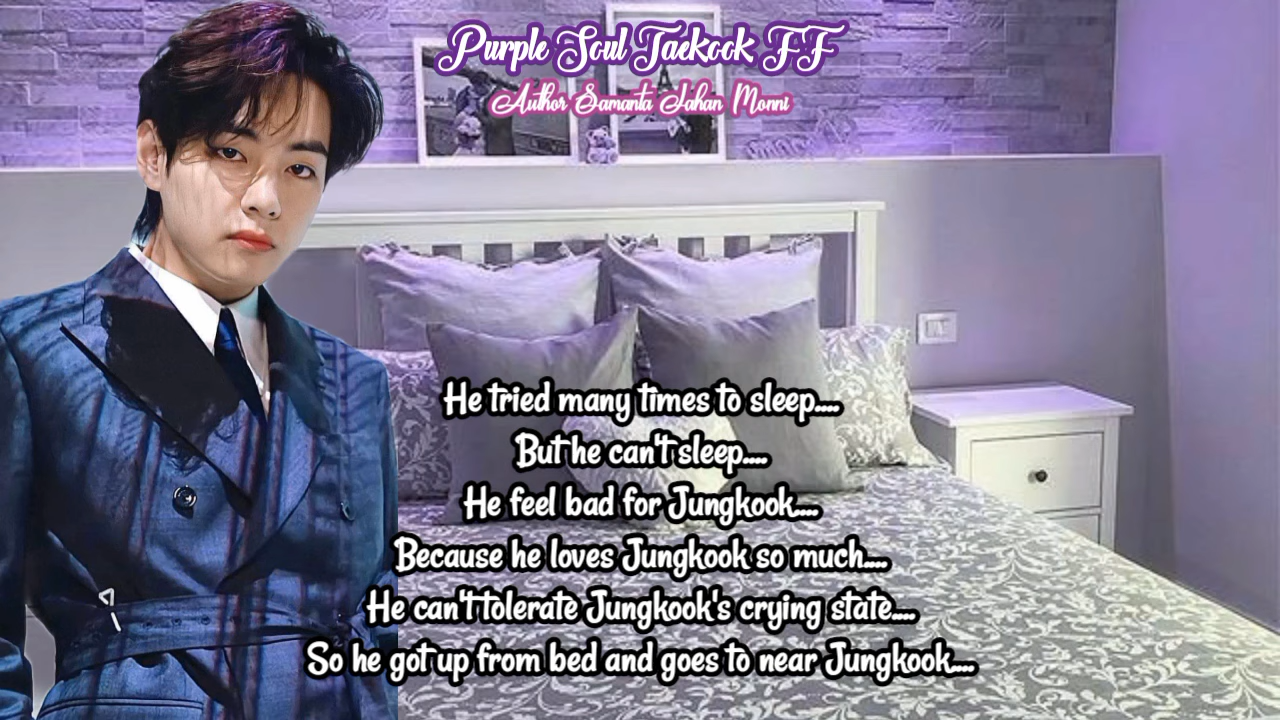 Purple Soul Taekook FF
Author Samanta Jahan Monni
He tried many times to sleep....
But he can't sleep....
He feel bad for Jungkook....
Because he loves Jungkook so much....
He can't tolerate Jungkook's crying state....
So he got up from bed and goes to near Jungkook....